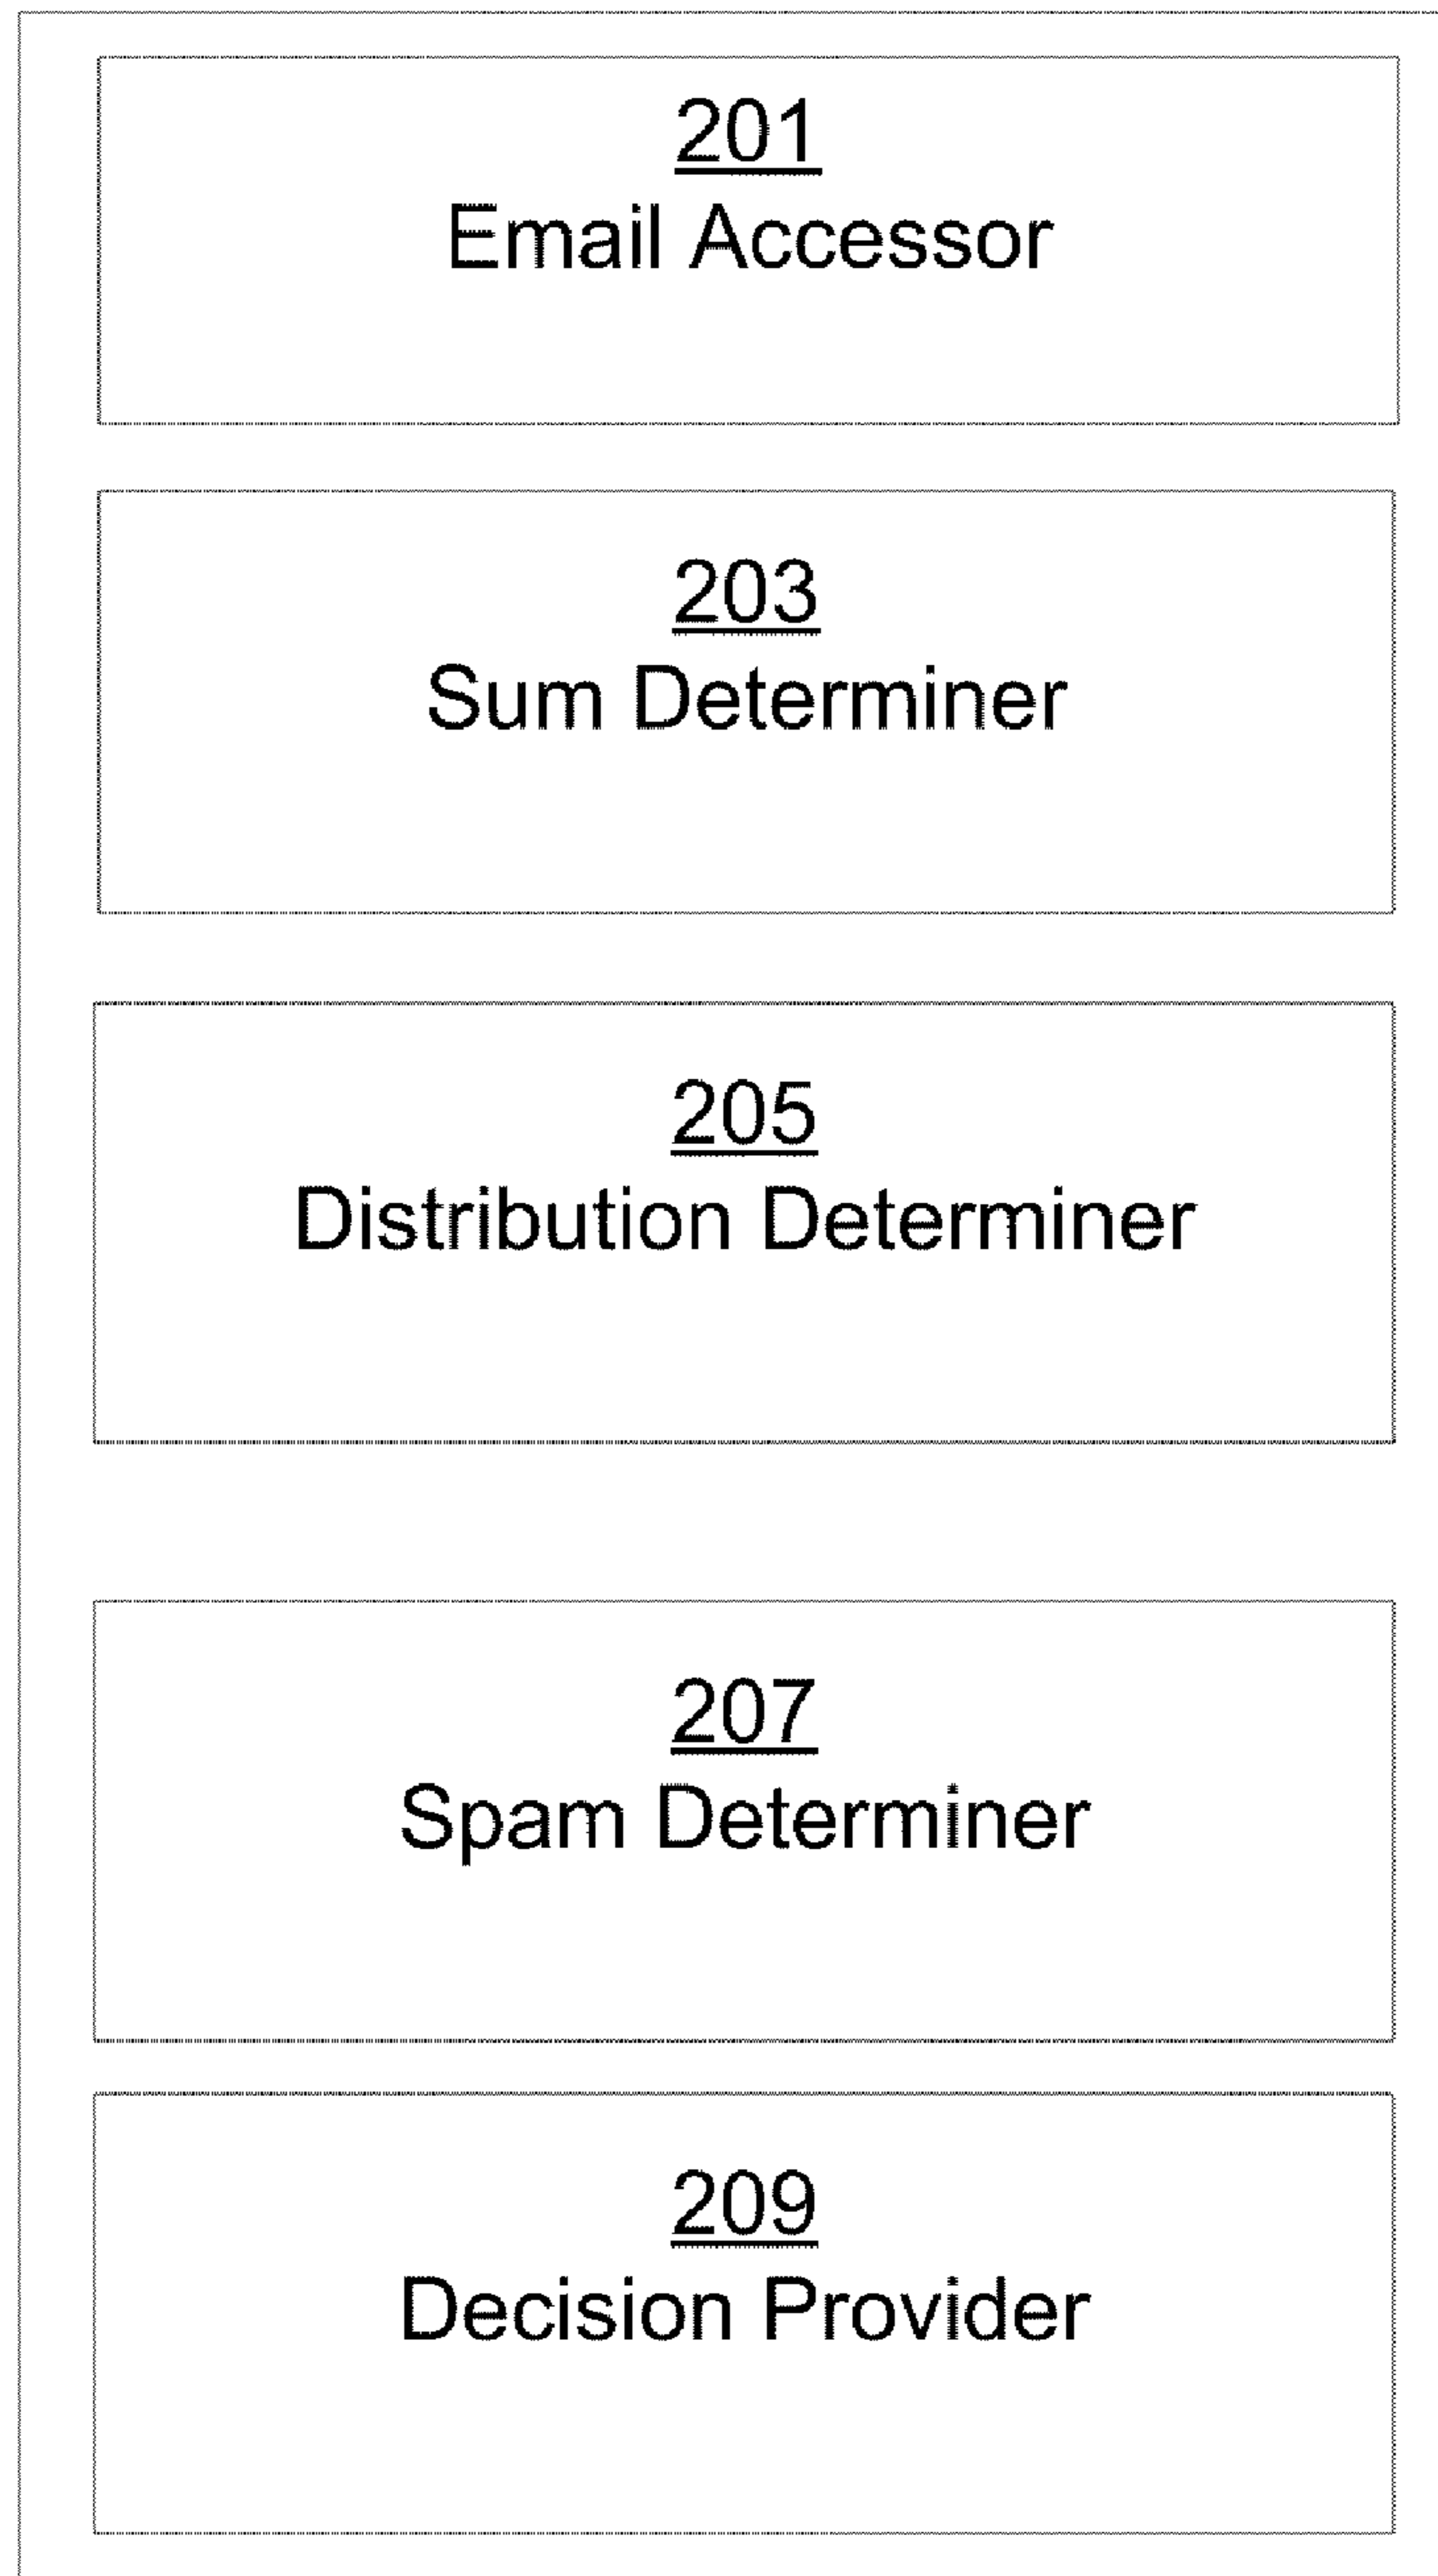 201
Email Accessor
203
Sum Determiner
205
Distribution Determiner
207
Spam Determiner
209
Decision Provider